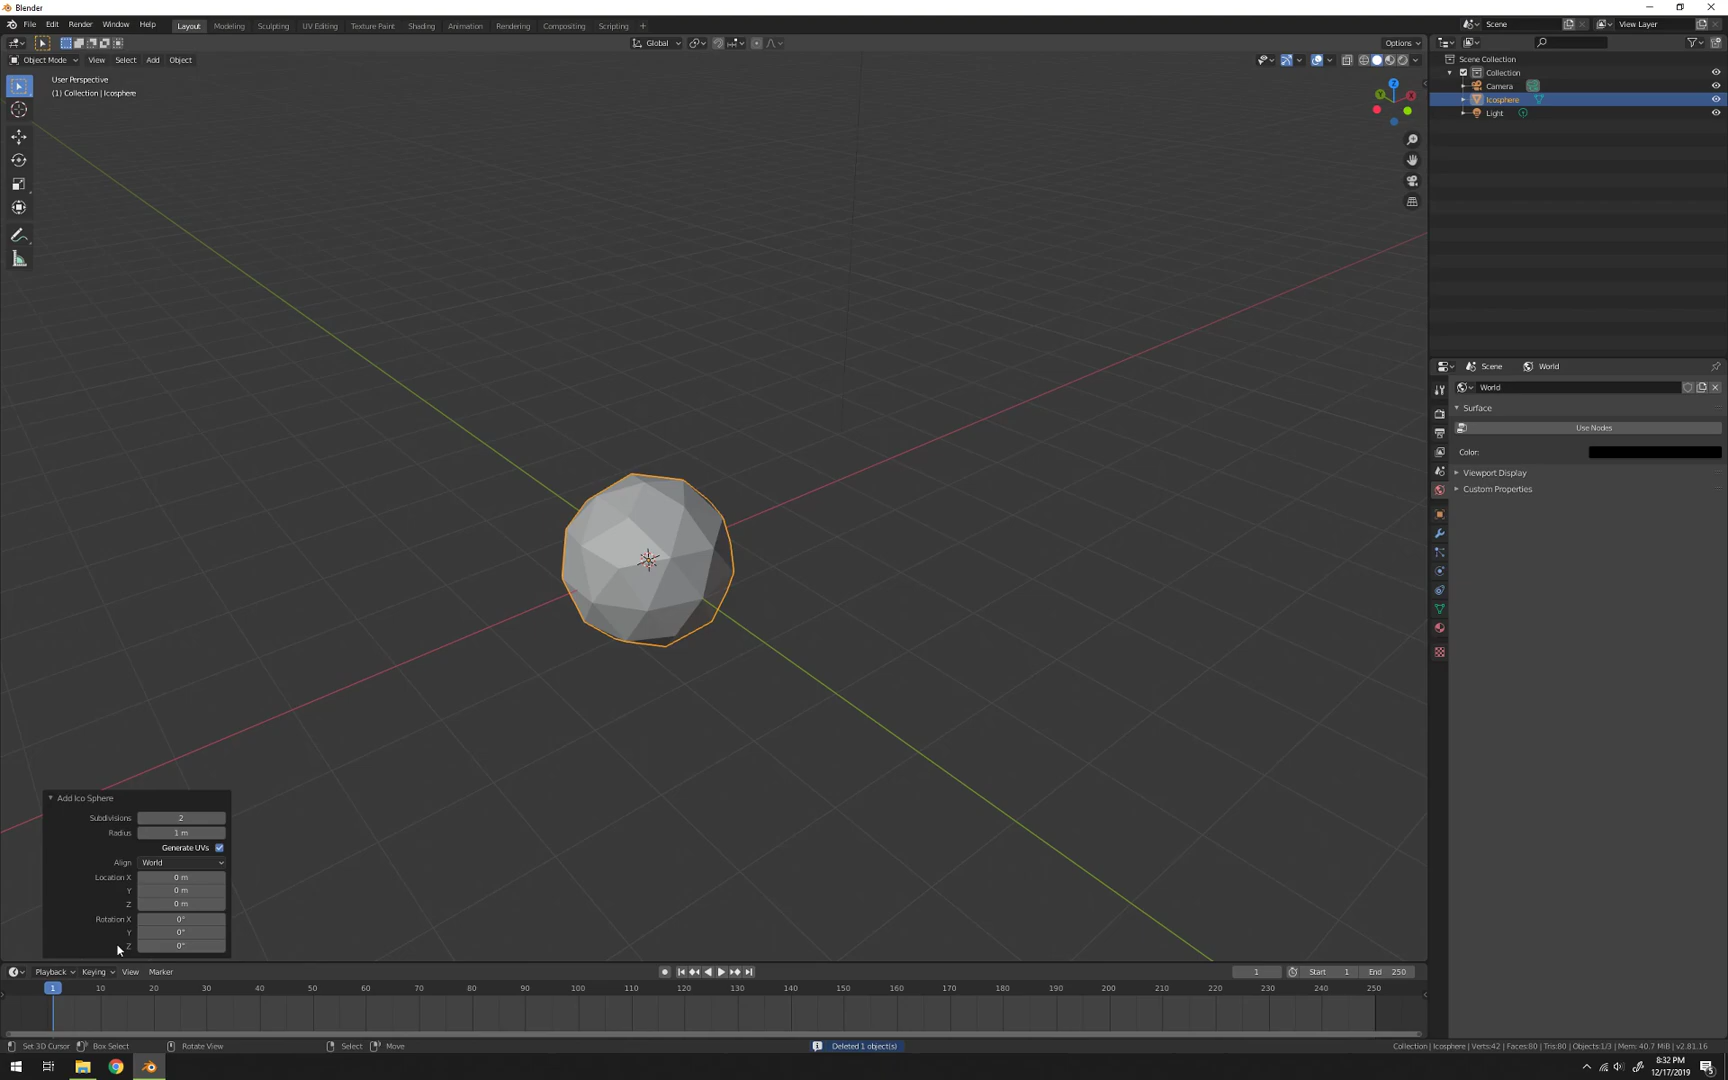 Blender
File Edit Render Window Help
Layout Modeling Sculpting UV Editing Texture Paint Shading Animation Rendering Compositing Scripting +
Scene
View Layer
Global
Options
Object Mode View Select Add Object
User Perspective
(1) Collection | Icosphere
Z
Y
X
Scene Collection
Collection
Camera
Icosphere
Light
Scene World
World
Surface
Use Nodes
Color:
Viewport Display
Custom Properties
Add Ico Sphere
Subdivisions 2
Radius 1 m
Generate UVs
Align World
Location X 0 m
Y 0 m
Z 0 m
Rotation X 0°
Y 0°
Z 0°
Playback Keying View Marker
1 Start 1 End 250
1 10 20 30 40 50 60 70 80 90 100 110 120 130 140 150 160 170 180 190 200 210 220 230 240 250
Set 3D Cursor Box Select Rotate View Select Move
Deleted 1 object(s)
Collection | Icosphere | Verts:42 | Faces:80 | Tris:80 | Objects:1/3 | Mem: 40.7 MiB | v2.81.16
8:32 PM
12/17/2019
5